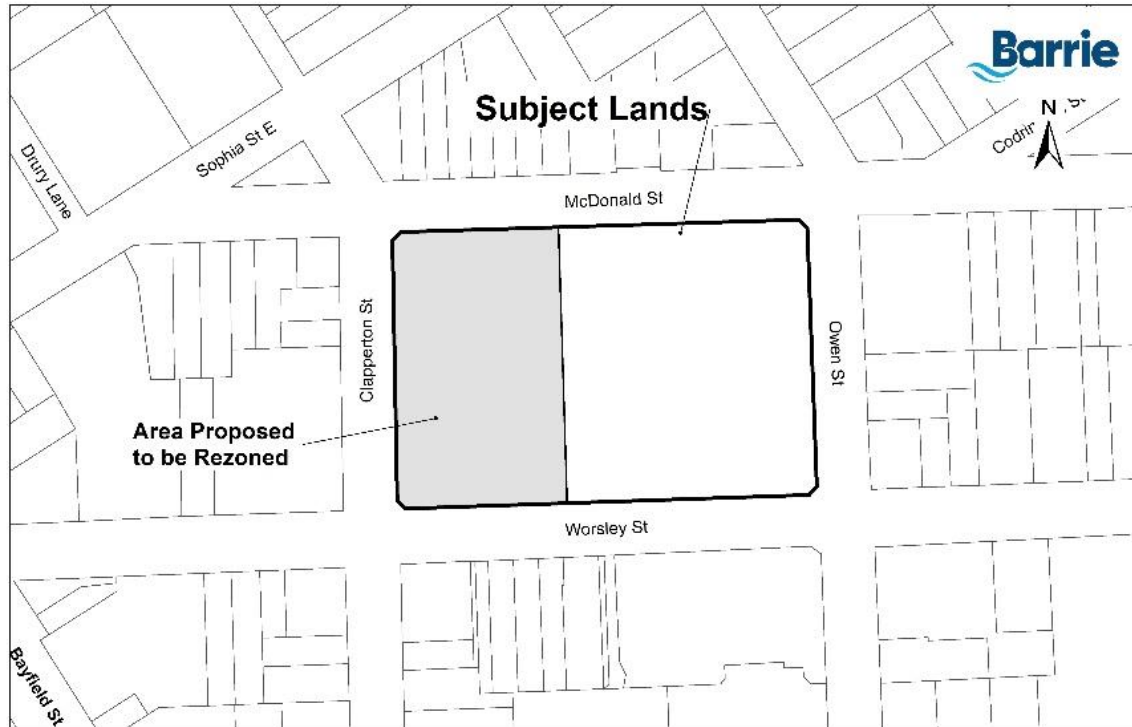 Barrie
Subject Lands
N
Sophia St E
Drury Lane
McDonald St
Clapperton St
Owen St
Area Proposed
to be Rezoned
Worsley St
Bayfield St